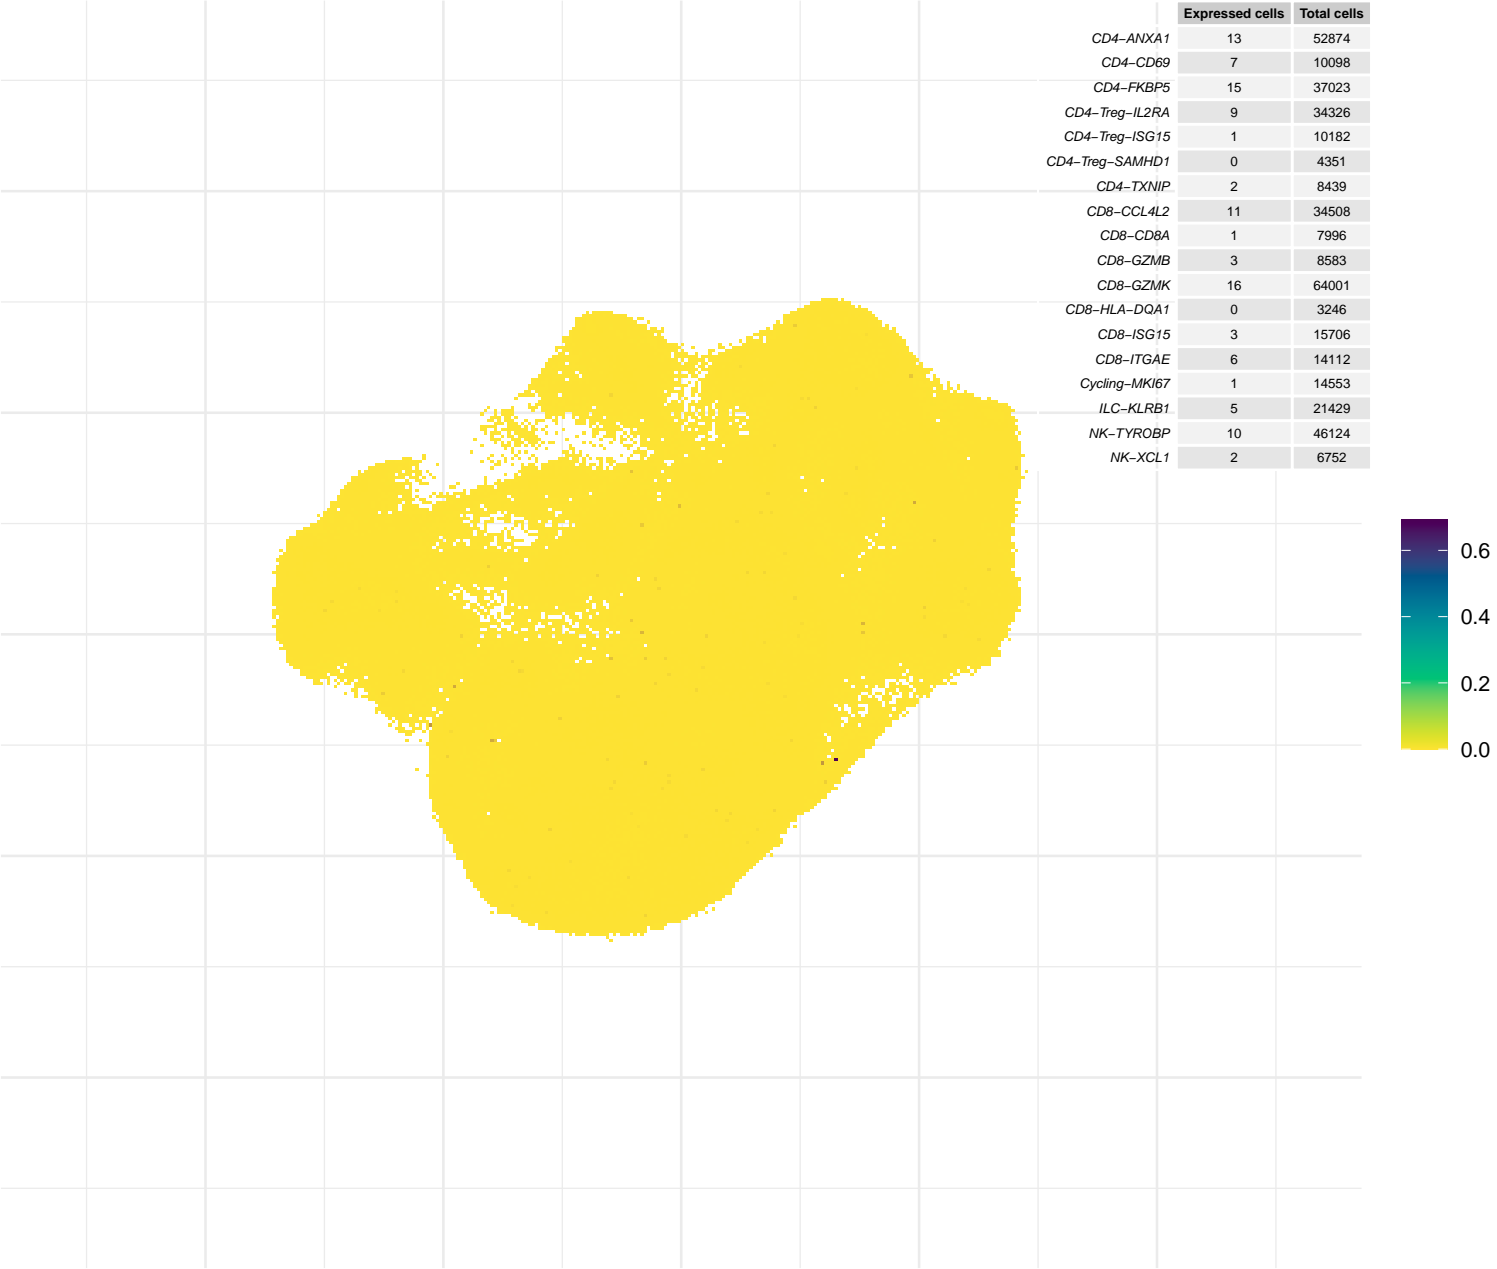 Expressed cells Total cells
CD4−ANXA1 13 52874
CD4−CD69 7 10098
CD4−FKBP5 15 37023
CD4−Treg−IL2RA 9 34326
CD4−Treg−ISG15 1 10182
CD4−Treg−SAMHD1 0 4351
CD4−TXNIP 2 8439
CD8−CCL4L2 11 34508
CD8−CD8A 1 7996
CD8−GZMB 3 8583
CD8−GZMK 16 64001
CD8−HLA−DQA1 0 3246
CD8−ISG15 3 15706
CD8−ITGAE 6 14112
Cycling−MKI67 1 14553
ILC−KLRB1 5 21429
NK−TYROBP 10 46124
NK−XCL1 2 6752
0.6
0.4
0.2
0.0